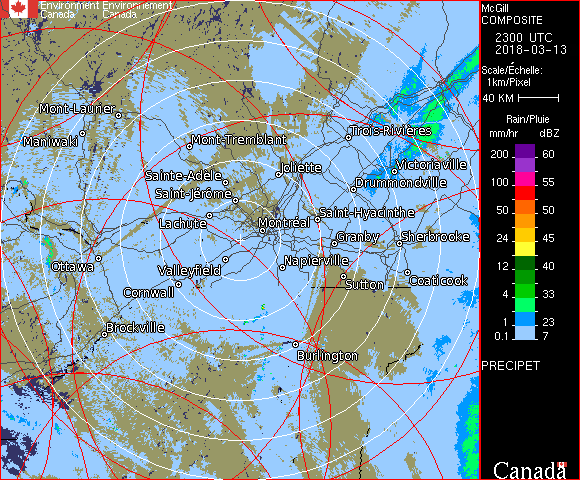 Environment Environnement
Canada Canada
Mont-Laurier
Maniwaki
Mont-Tremblant
Trois-Rivières
Joliette
Victoriaville
Sainte-Adèle
Drummondville
Saint-Jérôme
Saint-Hyacinthe
Lachute
Montréal
Granby
Sherbrooke
Ottawa
Valleyfield
Napierville
Sutton
Coaticook
Cornwall
Brockville
Burlington
McGill
COMPOSITE
2300 UTC
2018-03-13
Scale/Échelle:
1km/Pixel
40 KM
Rain/Pluie
mm/hr dBZ
200 60
100 55
50 50
24 45
12 40
4 33
1 23
0.1 7
PRECIPET
Canada